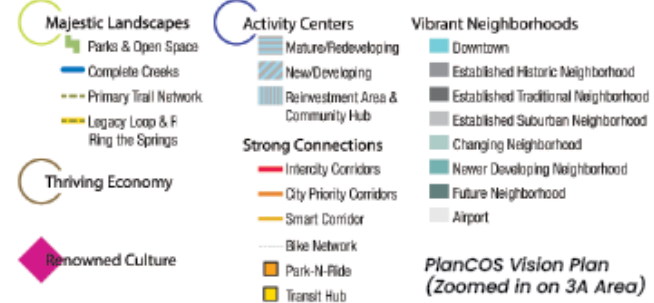 Majestic Landscapes
Parks & Open Space
Complete Creeks
Primary Trail Network
Legacy Loop & F
Ring the Springs
Thriving Economy
Renowned Culture
Activity Centers
Mature/Redeveloping
New/Developing
Reinvestment Area &
Community Hub
Strong Connections
Intercity Corridors
City Priority Corridors
Smart Corridor
Bike Network
Park-N-Ride
Transit Hub
Vibrant Neighborhoods
Downtown
Established Historic Neighborhood
Established Traditional Neighborhood
Established Suburban Neighborhood
Changing Neighborhood
Newer Developing Neighborhood
Future Neighborhood
Airport
PlanCOS Vision Plan
(Zoomed in on 3A Area)